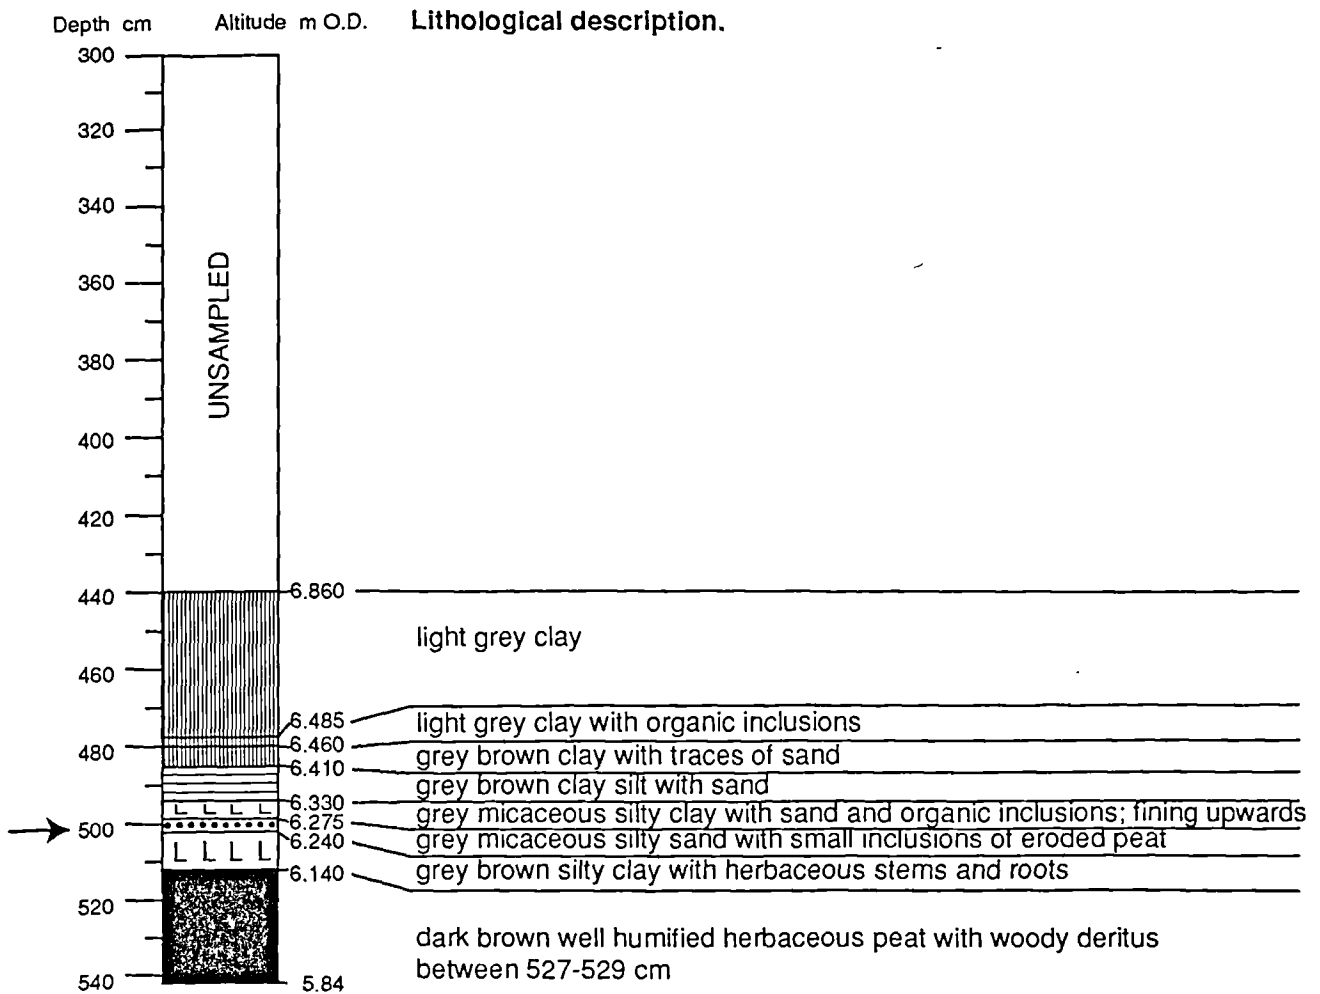 Depth cm Altitude m O.D. Lithological description.
300
320
340
360
380
400
420
440
460
480
500
520
540
UNSAMPLED
6.860
light grey clay
6.485 light grey clay with organic inclusions
6.460 grey brown clay with traces of sand
6.410 grey brown clay silt with sand
6.330 grey micaceous silty clay with sand and organic inclusions; fining upwards
6.275 grey micaceous silty sand with small inclusions of eroded peat
6.240 grey brown silty clay with herbaceous stems and roots
L L L L
L L L L
6.140
dark brown well humified herbaceous peat with woody deritus
between 527-529 cm
5.84